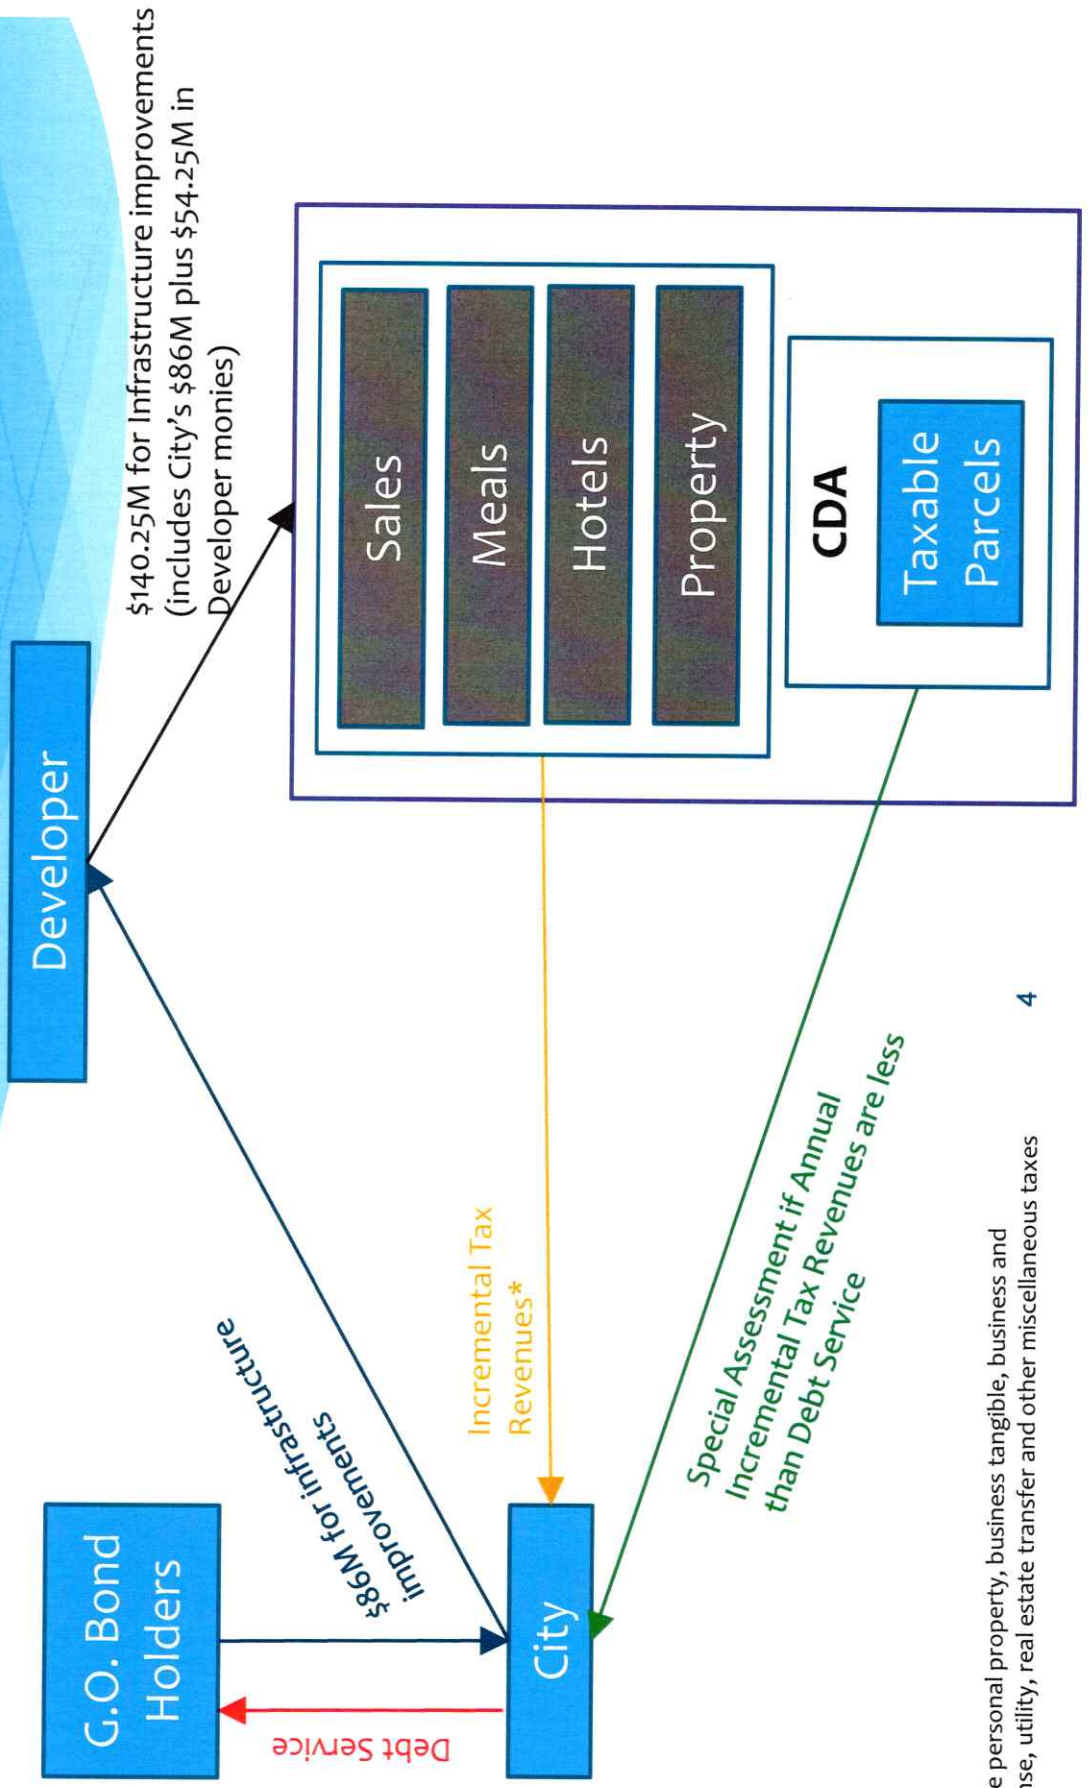 Developer
$140.25M for Infrastructure improvements
(includes City's $86M plus $54.25M in
Developer monies)
G.O. Bond
Holders
$86M for infrastructure
improvements
Debt Service
City
Incremental Tax
Revenues*
Sales
Meals
Hotels
Property
CDA
Taxable
Parcels
Special Assessment if Annual
Incremental Tax Revenues are less
than Debt Service
personal property, business tangible, business and
utility, real estate transfer and other miscellaneous taxes
4